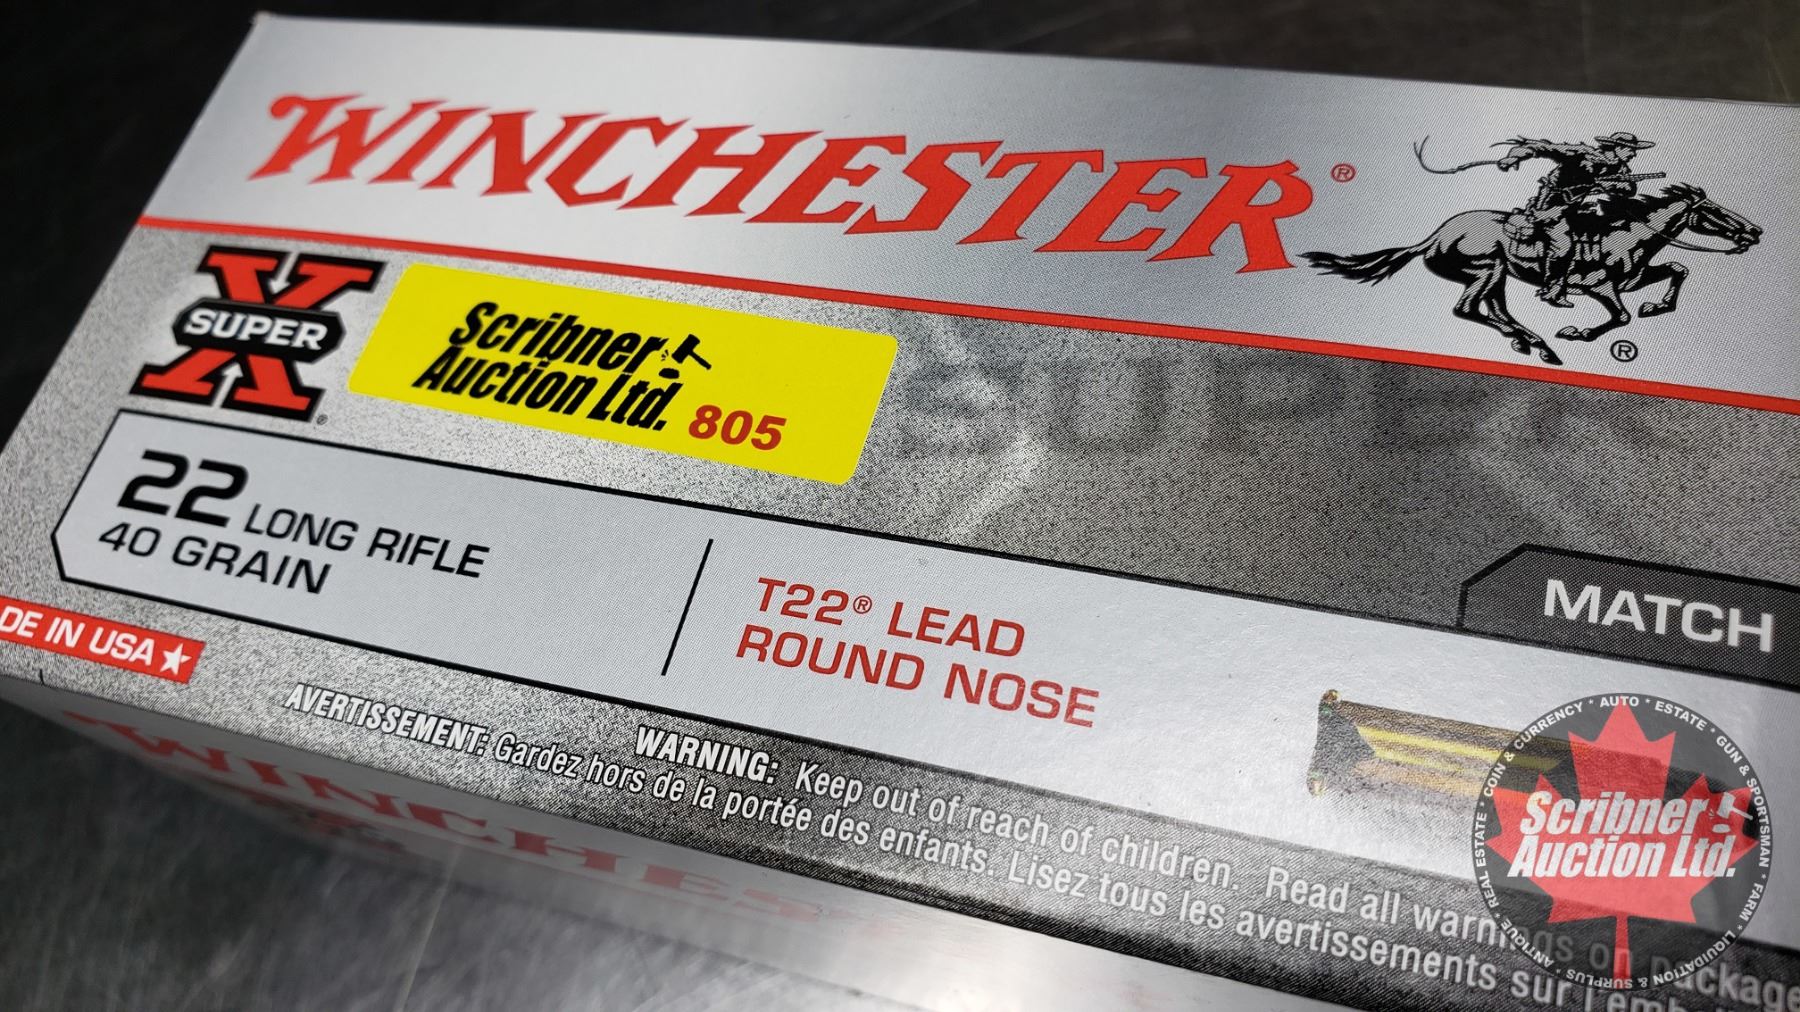 WINCHESTER®
®
SUPER X®
Scribner
Auction Ltd. 805
SUPER
22 LONG RIFLE
40 GRAIN
T22® LEAD
ROUND NOSE
MATCH
DE IN USA
WARNING: Keep out of reach of children. Read all warnings on package
AVERTISSEMENT: Gardez hors de la portée des enfants. Lisez tous les avertissements sur l'emb
WINCHES
Scribner
Auction Ltd.
AUTO * ESTATE * GUN & SPORTSMAN * FARM * LIQUIDATION & SURPLUS * ANTIQUE * REAL ESTATE * COIN & CURRENCY *